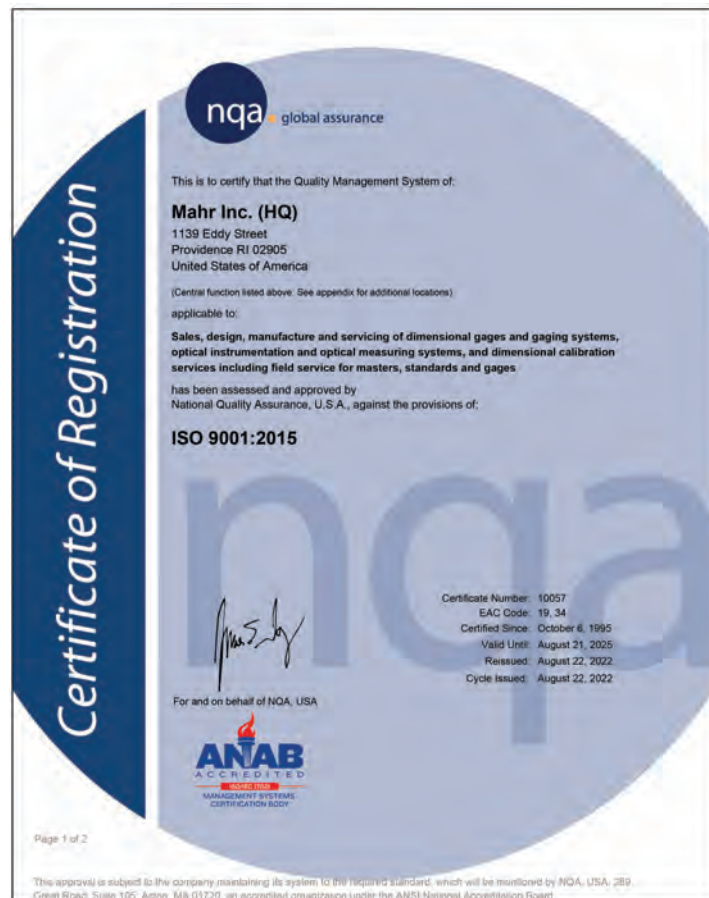 nqa. global assurance
Certificate of Registration
This is to certify that the Quality Management System of:
Mahr Inc. (HQ)
1139 Eddy Street
Providence RI 02905
United States of America
(Central function listed above. See appendix for additional locations)
applicable to:
Sales, design, manufacture and servicing of dimensional gages and gaging systems,
optical instrumentation and optical measuring systems, and dimensional calibration
services including field service for masters, standards and gages
has been assessed and approved by
National Quality Assurance, U.S.A., against the provisions of:
ISO 9001:2015
nqa
Certificate Number: 10057
EAC Code: 19, 34
Certified Since: October 6, 1995
Valid Until: August 21, 2025
Reissued: August 22, 2022
Cycle Issued: August 22, 2022
For and on behalf of NQA, USA
ANAB
ACCREDITED
ISO/IEC 17021
MANAGEMENT SYSTEMS
CERTIFICATION BODY
Page 1 of 2
This approval is subject to the company maintaining its system to the required standard, which will be monitored by NQA, USA, 289
Great Road, Suite 105, Acton, MA 01720, an accredited organization under the ANSI National Accreditation Board